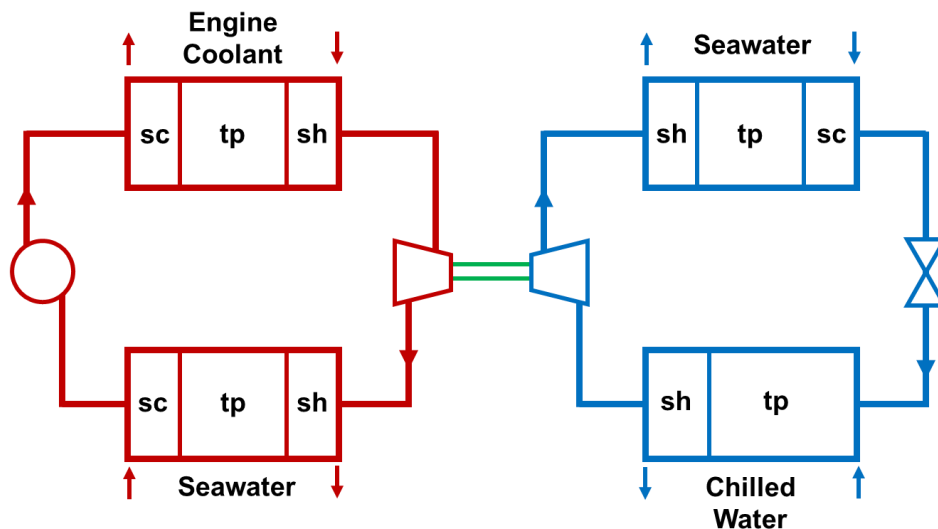 Engine
Coolant
sc tp sh
Seawater
sh tp sc
sc tp sh
Seawater
sh tp
Chilled
Water